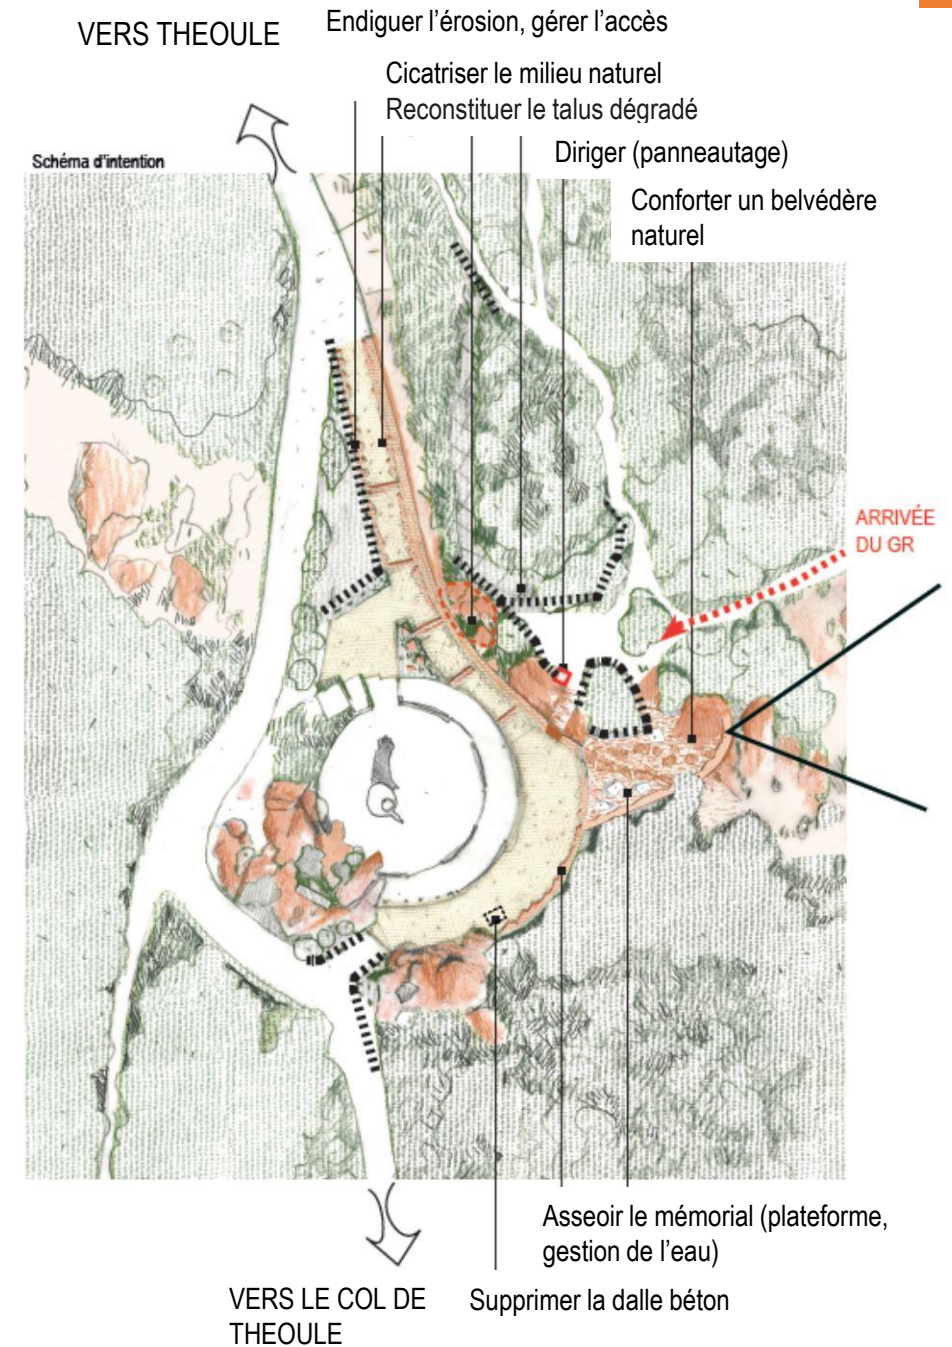 VERS THEOULE
Endiguer l’érosion, gérer l’accès
Cicatriser le milieu naturel
Reconstituer le talus dégradé
Schéma d'intention
Diriger (panneautage)
Conforter un belvédère
naturel
ARRIVÉE
DU GR
Asseoir le mémorial (plateforme,
gestion de l’eau)
VERS LE COL DE
THEOULE
Supprimer la dalle béton